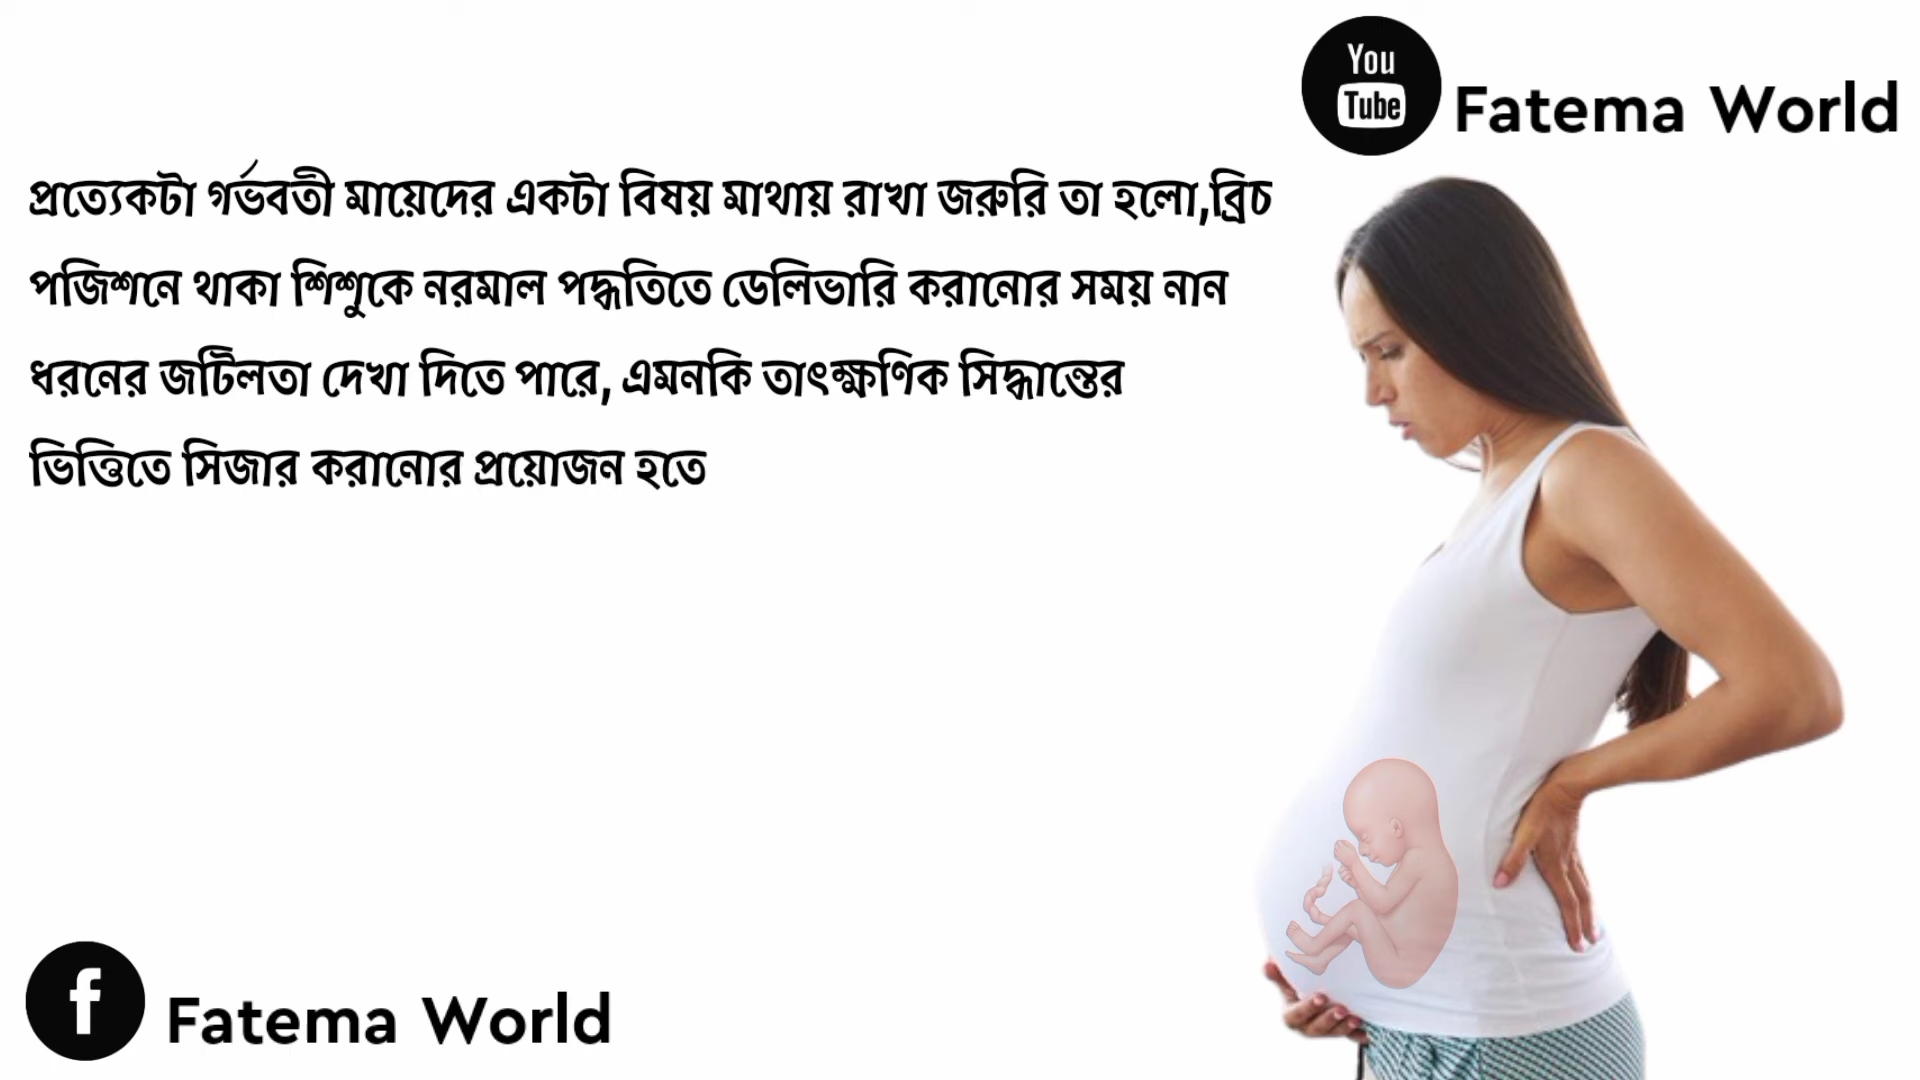 You
Tube
Fatema World
প্রত্যেকটা গর্ভবতী মায়েদের একটা বিষয় মাথায় রাখা জরুরি তা হলো,ব্রিচ
পজিশনে থাকা শিশুকে নরমাল পদ্ধতিতে ডেলিভারি করানোর সময় নান
ধরনের জটিলতা দেখা দিতে পারে, এমনকি তাৎক্ষণিক সিদ্ধান্তের
ভিত্তিতে সিজার করানোর প্রয়োজন হতে
f
Fatema World